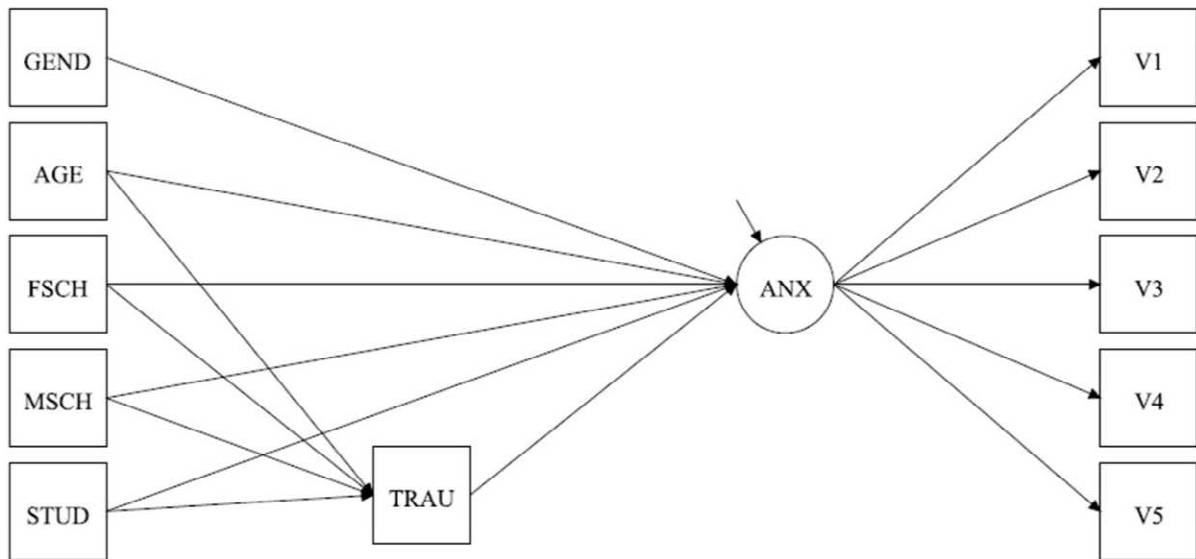 GEND
AGE
FSCH
MSCH
STUD
TRAU
ANX
V1
V2
V3
V4
V5